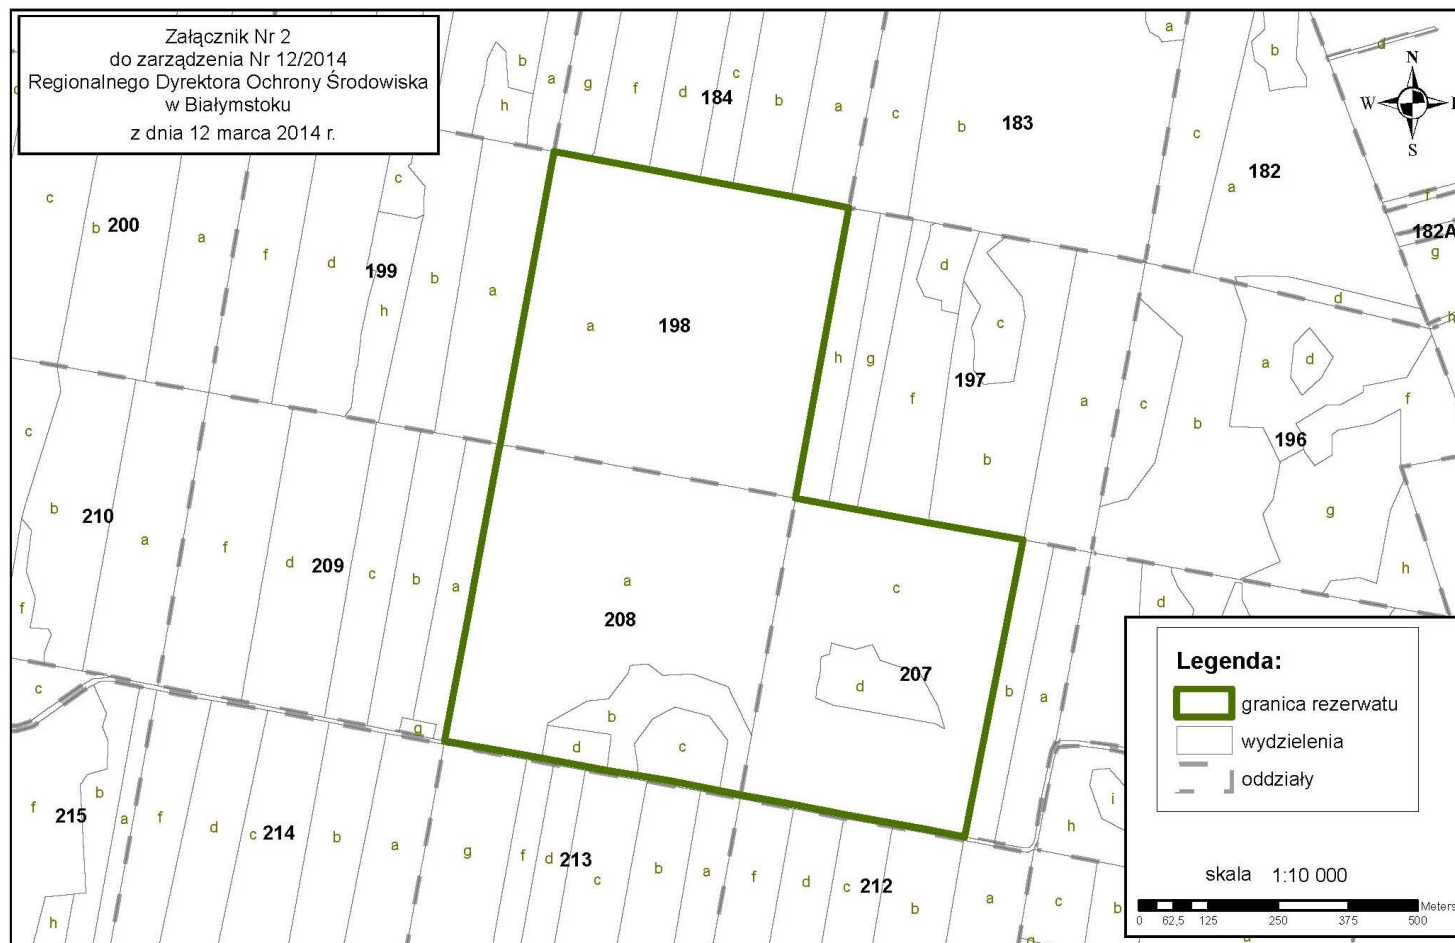 Załącznik Nr 2
do zarządzenia Nr 12/2014
Regionalnego Dyrektora Ochrony Środowiska
w Białymstoku
z dnia 12 marca 2014 r.
b a g f d c b a c b a b d
h 184 183 c 182 a
N
W
S
c b 200 a f d c 199 h b a
f
182A
g
h
a 198
h g f d c 197 b a
c b a d d 196 f g h
c b 210 a f
f d 209 c b a g
a 208 b d c
c 207 d
b a d
c f 215 b a h
f d c 214 b a
g f d 213 c b a
f d c 212 b a c b g a
h i
Legenda:
granica rezerwatu
wydzielenia
oddziały
skala 1:10 000
0 62,5 125 250 375 500 Meters